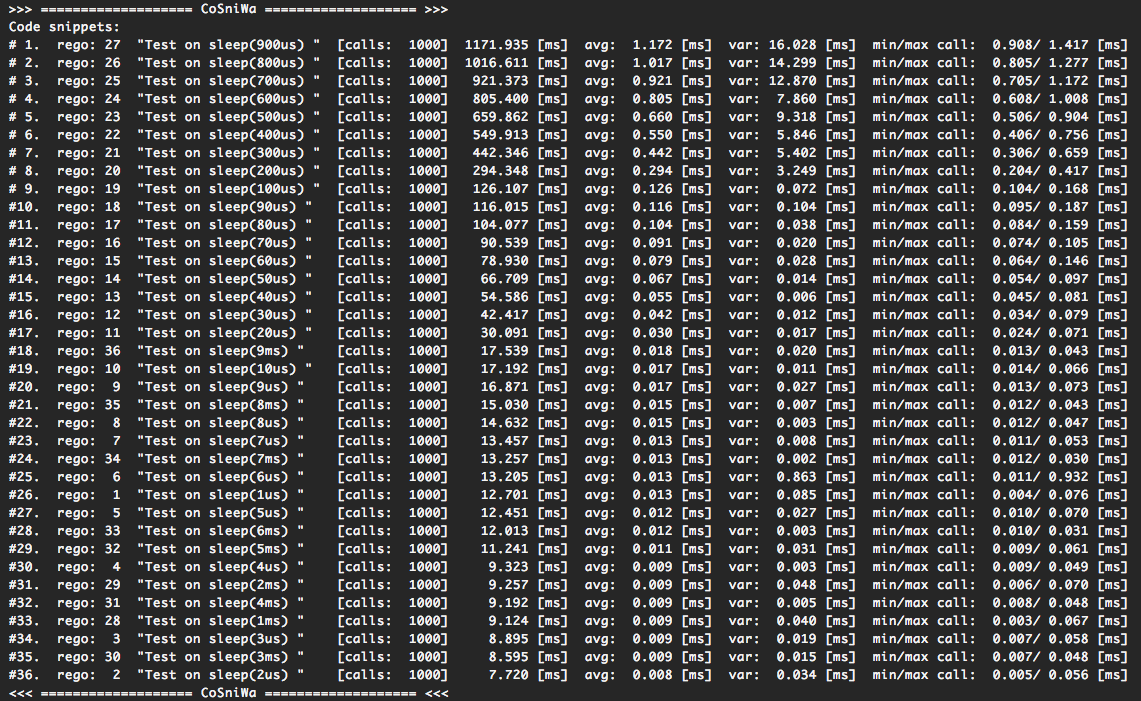 >>> =================== CoSniWa =================== >>>
Code snippets:
# 1.  rego: 27  "Test on sleep(900us) "  [calls:  1000]  1171.935 [ms]  avg:  1.172 [ms]  var: 16.028 [ms]  min/max call:  0.908/ 1.417 [ms]
# 2.  rego: 26  "Test on sleep(800us) "  [calls:  1000]  1016.611 [ms]  avg:  1.017 [ms]  var: 14.299 [ms]  min/max call:  0.805/ 1.277 [ms]
# 3.  rego: 25  "Test on sleep(700us) "  [calls:  1000]   921.373 [ms]  avg:  0.921 [ms]  var: 12.870 [ms]  min/max call:  0.705/ 1.172 [ms]
# 4.  rego: 24  "Test on sleep(600us) "  [calls:  1000]   805.400 [ms]  avg:  0.805 [ms]  var:  7.860 [ms]  min/max call:  0.608/ 1.008 [ms]
# 5.  rego: 23  "Test on sleep(500us) "  [calls:  1000]   659.862 [ms]  avg:  0.660 [ms]  var:  9.318 [ms]  min/max call:  0.506/ 0.904 [ms]
# 6.  rego: 22  "Test on sleep(400us) "  [calls:  1000]   549.913 [ms]  avg:  0.550 [ms]  var:  5.846 [ms]  min/max call:  0.406/ 0.756 [ms]
# 7.  rego: 21  "Test on sleep(300us) "  [calls:  1000]   442.346 [ms]  avg:  0.442 [ms]  var:  5.402 [ms]  min/max call:  0.306/ 0.659 [ms]
# 8.  rego: 20  "Test on sleep(200us) "  [calls:  1000]   294.348 [ms]  avg:  0.294 [ms]  var:  3.249 [ms]  min/max call:  0.204/ 0.417 [ms]
# 9.  rego: 19  "Test on sleep(100us) "  [calls:  1000]   126.107 [ms]  avg:  0.126 [ms]  var:  0.072 [ms]  min/max call:  0.104/ 0.168 [ms]
#10.  rego: 18  "Test on sleep(90us) "   [calls:  1000]   116.015 [ms]  avg:  0.116 [ms]  var:  0.104 [ms]  min/max call:  0.095/ 0.187 [ms]
#11.  rego: 17  "Test on sleep(80us) "   [calls:  1000]   104.077 [ms]  avg:  0.104 [ms]  var:  0.038 [ms]  min/max call:  0.084/ 0.159 [ms]
#12.  rego: 16  "Test on sleep(70us) "   [calls:  1000]    90.539 [ms]  avg:  0.091 [ms]  var:  0.020 [ms]  min/max call:  0.074/ 0.105 [ms]
#13.  rego: 15  "Test on sleep(60us) "   [calls:  1000]    78.930 [ms]  avg:  0.079 [ms]  var:  0.028 [ms]  min/max call:  0.064/ 0.146 [ms]
#14.  rego: 14  "Test on sleep(50us) "   [calls:  1000]    66.709 [ms]  avg:  0.067 [ms]  var:  0.014 [ms]  min/max call:  0.054/ 0.097 [ms]
#15.  rego: 13  "Test on sleep(40us) "   [calls:  1000]    54.586 [ms]  avg:  0.055 [ms]  var:  0.006 [ms]  min/max call:  0.045/ 0.081 [ms]
#16.  rego: 12  "Test on sleep(30us) "   [calls:  1000]    42.417 [ms]  avg:  0.042 [ms]  var:  0.012 [ms]  min/max call:  0.034/ 0.079 [ms]
#17.  rego: 11  "Test on sleep(20us) "   [calls:  1000]    30.091 [ms]  avg:  0.030 [ms]  var:  0.017 [ms]  min/max call:  0.024/ 0.071 [ms]
#18.  rego: 36  "Test on sleep(9ms) "    [calls:  1000]    17.539 [ms]  avg:  0.018 [ms]  var:  0.020 [ms]  min/max call:  0.013/ 0.043 [ms]
#19.  rego: 10  "Test on sleep(10us) "   [calls:  1000]    17.192 [ms]  avg:  0.017 [ms]  var:  0.011 [ms]  min/max call:  0.014/ 0.066 [ms]
#20.  rego:  9  "Test on sleep(9us) "    [calls:  1000]    16.871 [ms]  avg:  0.017 [ms]  var:  0.027 [ms]  min/max call:  0.013/ 0.073 [ms]
#21.  rego: 35  "Test on sleep(8ms) "    [calls:  1000]    15.030 [ms]  avg:  0.015 [ms]  var:  0.007 [ms]  min/max call:  0.012/ 0.043 [ms]
#22.  rego:  8  "Test on sleep(8us) "    [calls:  1000]    14.632 [ms]  avg:  0.015 [ms]  var:  0.003 [ms]  min/max call:  0.012/ 0.047 [ms]
#23.  rego:  7  "Test on sleep(7us) "    [calls:  1000]    13.457 [ms]  avg:  0.013 [ms]  var:  0.008 [ms]  min/max call:  0.011/ 0.053 [ms]
#24.  rego: 34  "Test on sleep(7ms) "    [calls:  1000]    13.257 [ms]  avg:  0.013 [ms]  var:  0.002 [ms]  min/max call:  0.012/ 0.030 [ms]
#25.  rego:  6  "Test on sleep(6us) "    [calls:  1000]    13.205 [ms]  avg:  0.013 [ms]  var:  0.863 [ms]  min/max call:  0.011/ 0.932 [ms]
#26.  rego:  1  "Test on sleep(1us) "    [calls:  1000]    12.701 [ms]  avg:  0.013 [ms]  var:  0.085 [ms]  min/max call:  0.004/ 0.076 [ms]
#27.  rego:  5  "Test on sleep(5us) "    [calls:  1000]    12.451 [ms]  avg:  0.012 [ms]  var:  0.027 [ms]  min/max call:  0.010/ 0.070 [ms]
#28.  rego: 33  "Test on sleep(6ms) "    [calls:  1000]    12.013 [ms]  avg:  0.012 [ms]  var:  0.003 [ms]  min/max call:  0.010/ 0.031 [ms]
#29.  rego: 32  "Test on sleep(5ms) "    [calls:  1000]    11.241 [ms]  avg:  0.011 [ms]  var:  0.031 [ms]  min/max call:  0.009/ 0.061 [ms]
#30.  rego:  4  "Test on sleep(4us) "    [calls:  1000]     9.323 [ms]  avg:  0.009 [ms]  var:  0.003 [ms]  min/max call:  0.009/ 0.049 [ms]
#31.  rego: 29  "Test on sleep(2ms) "    [calls:  1000]     9.257 [ms]  avg:  0.009 [ms]  var:  0.048 [ms]  min/max call:  0.006/ 0.070 [ms]
#32.  rego: 31  "Test on sleep(4ms) "    [calls:  1000]     9.192 [ms]  avg:  0.009 [ms]  var:  0.005 [ms]  min/max call:  0.008/ 0.048 [ms]
#33.  rego: 28  "Test on sleep(1ms) "    [calls:  1000]     9.124 [ms]  avg:  0.009 [ms]  var:  0.040 [ms]  min/max call:  0.003/ 0.067 [ms]
#34.  rego:  3  "Test on sleep(3us) "    [calls:  1000]     8.895 [ms]  avg:  0.009 [ms]  var:  0.019 [ms]  min/max call:  0.007/ 0.058 [ms]
#35.  rego: 30  "Test on sleep(3ms) "    [calls:  1000]     8.595 [ms]  avg:  0.009 [ms]  var:  0.015 [ms]  min/max call:  0.007/ 0.048 [ms]
#36.  rego:  2  "Test on sleep(2us) "    [calls:  1000]     7.720 [ms]  avg:  0.008 [ms]  var:  0.034 [ms]  min/max call:  0.005/ 0.056 [ms]
<<< =================== CoSniWa =================== <<<